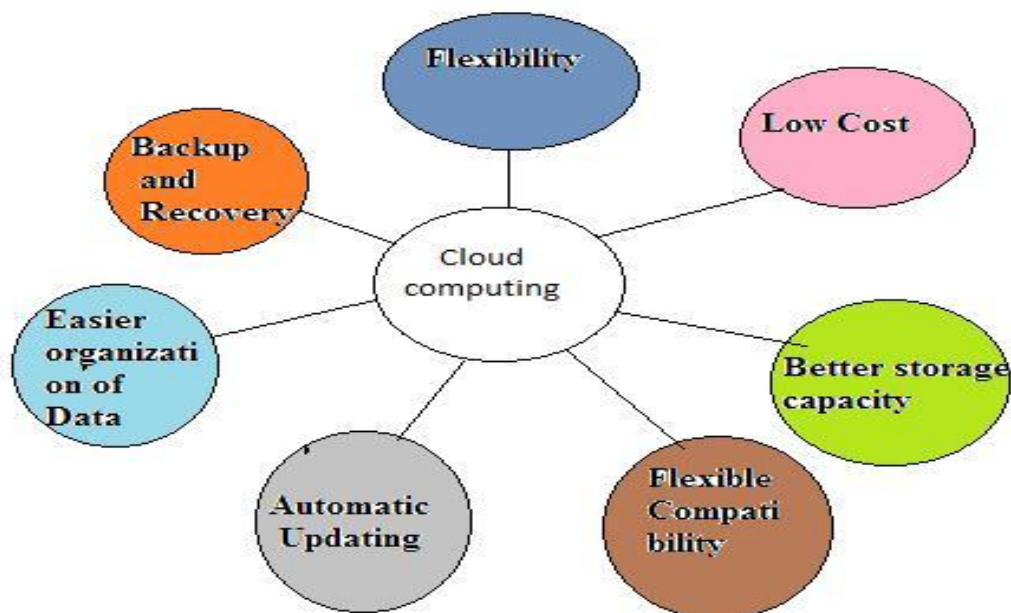 Flexibility
Low Cost
Backup
and
Recovery
Cloud
computing
Easier
organizati
on of
Data
Better storage
capacity
Automatic
Updating
Flexible
Compati
bility